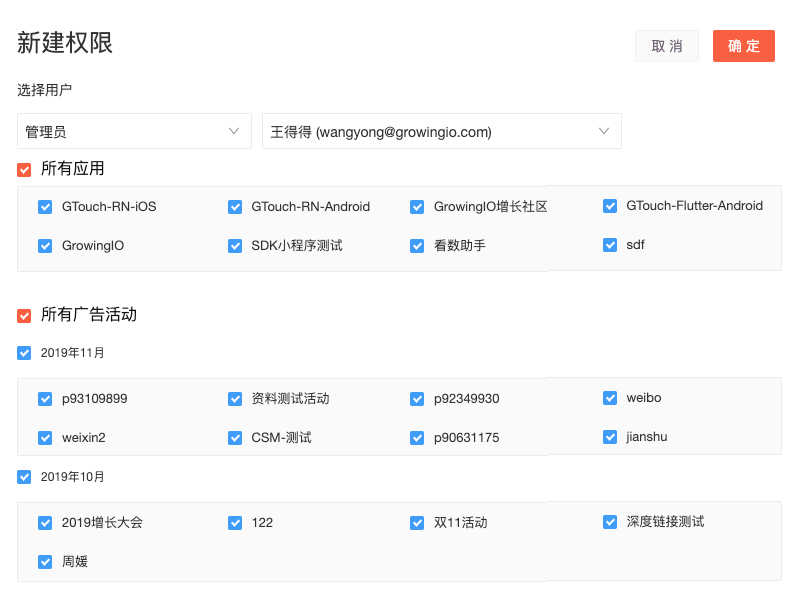 新建权限
取 消
确 定
选择用户
管理员
王得得 (wangyong@growingio.com)
所有应用
GTouch-RN-iOS
GTouch-RN-Android
GrowingIO增长社区
GTouch-Flutter-Android
GrowingIO
SDK小程序测试
看数助手
sdf
所有广告活动
2019年11月
p93109899
资料测试活动
p92349930
weibo
weixin2
CSM-测试
p90631175
jianshu
2019年10月
2019增长大会
122
双11活动
深度链接测试
周媛